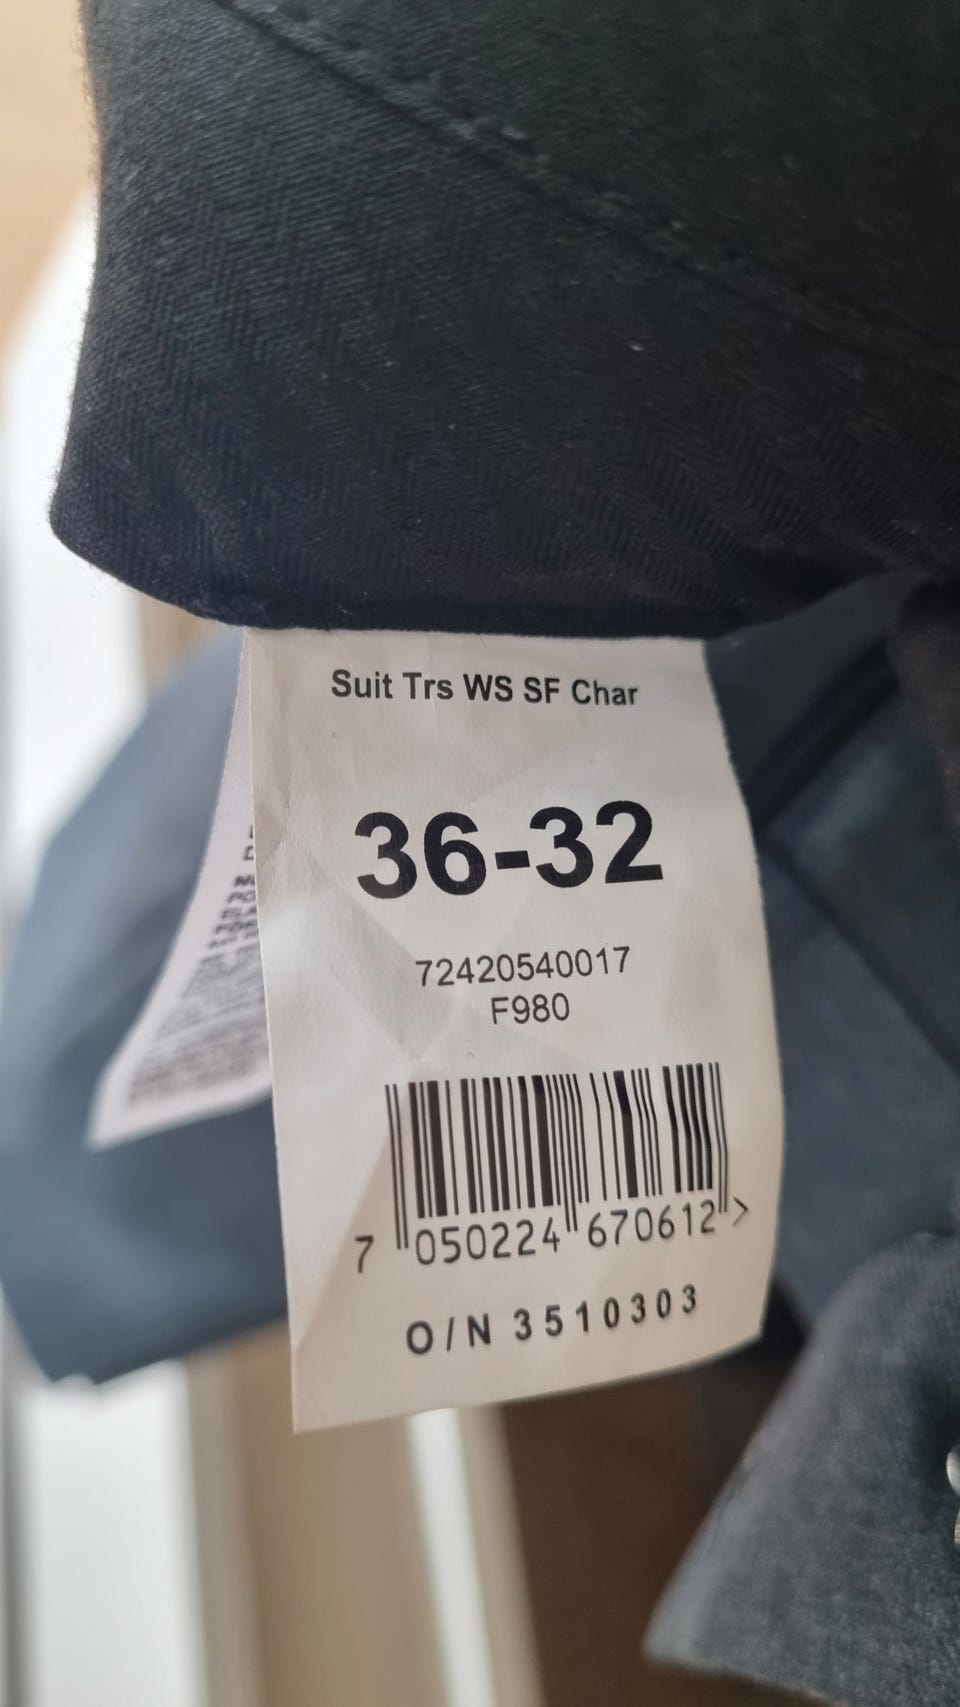 Suit Trs WS SF Char
36-32
72420540017
F980
7 050224 670612 >
O/N 3510303